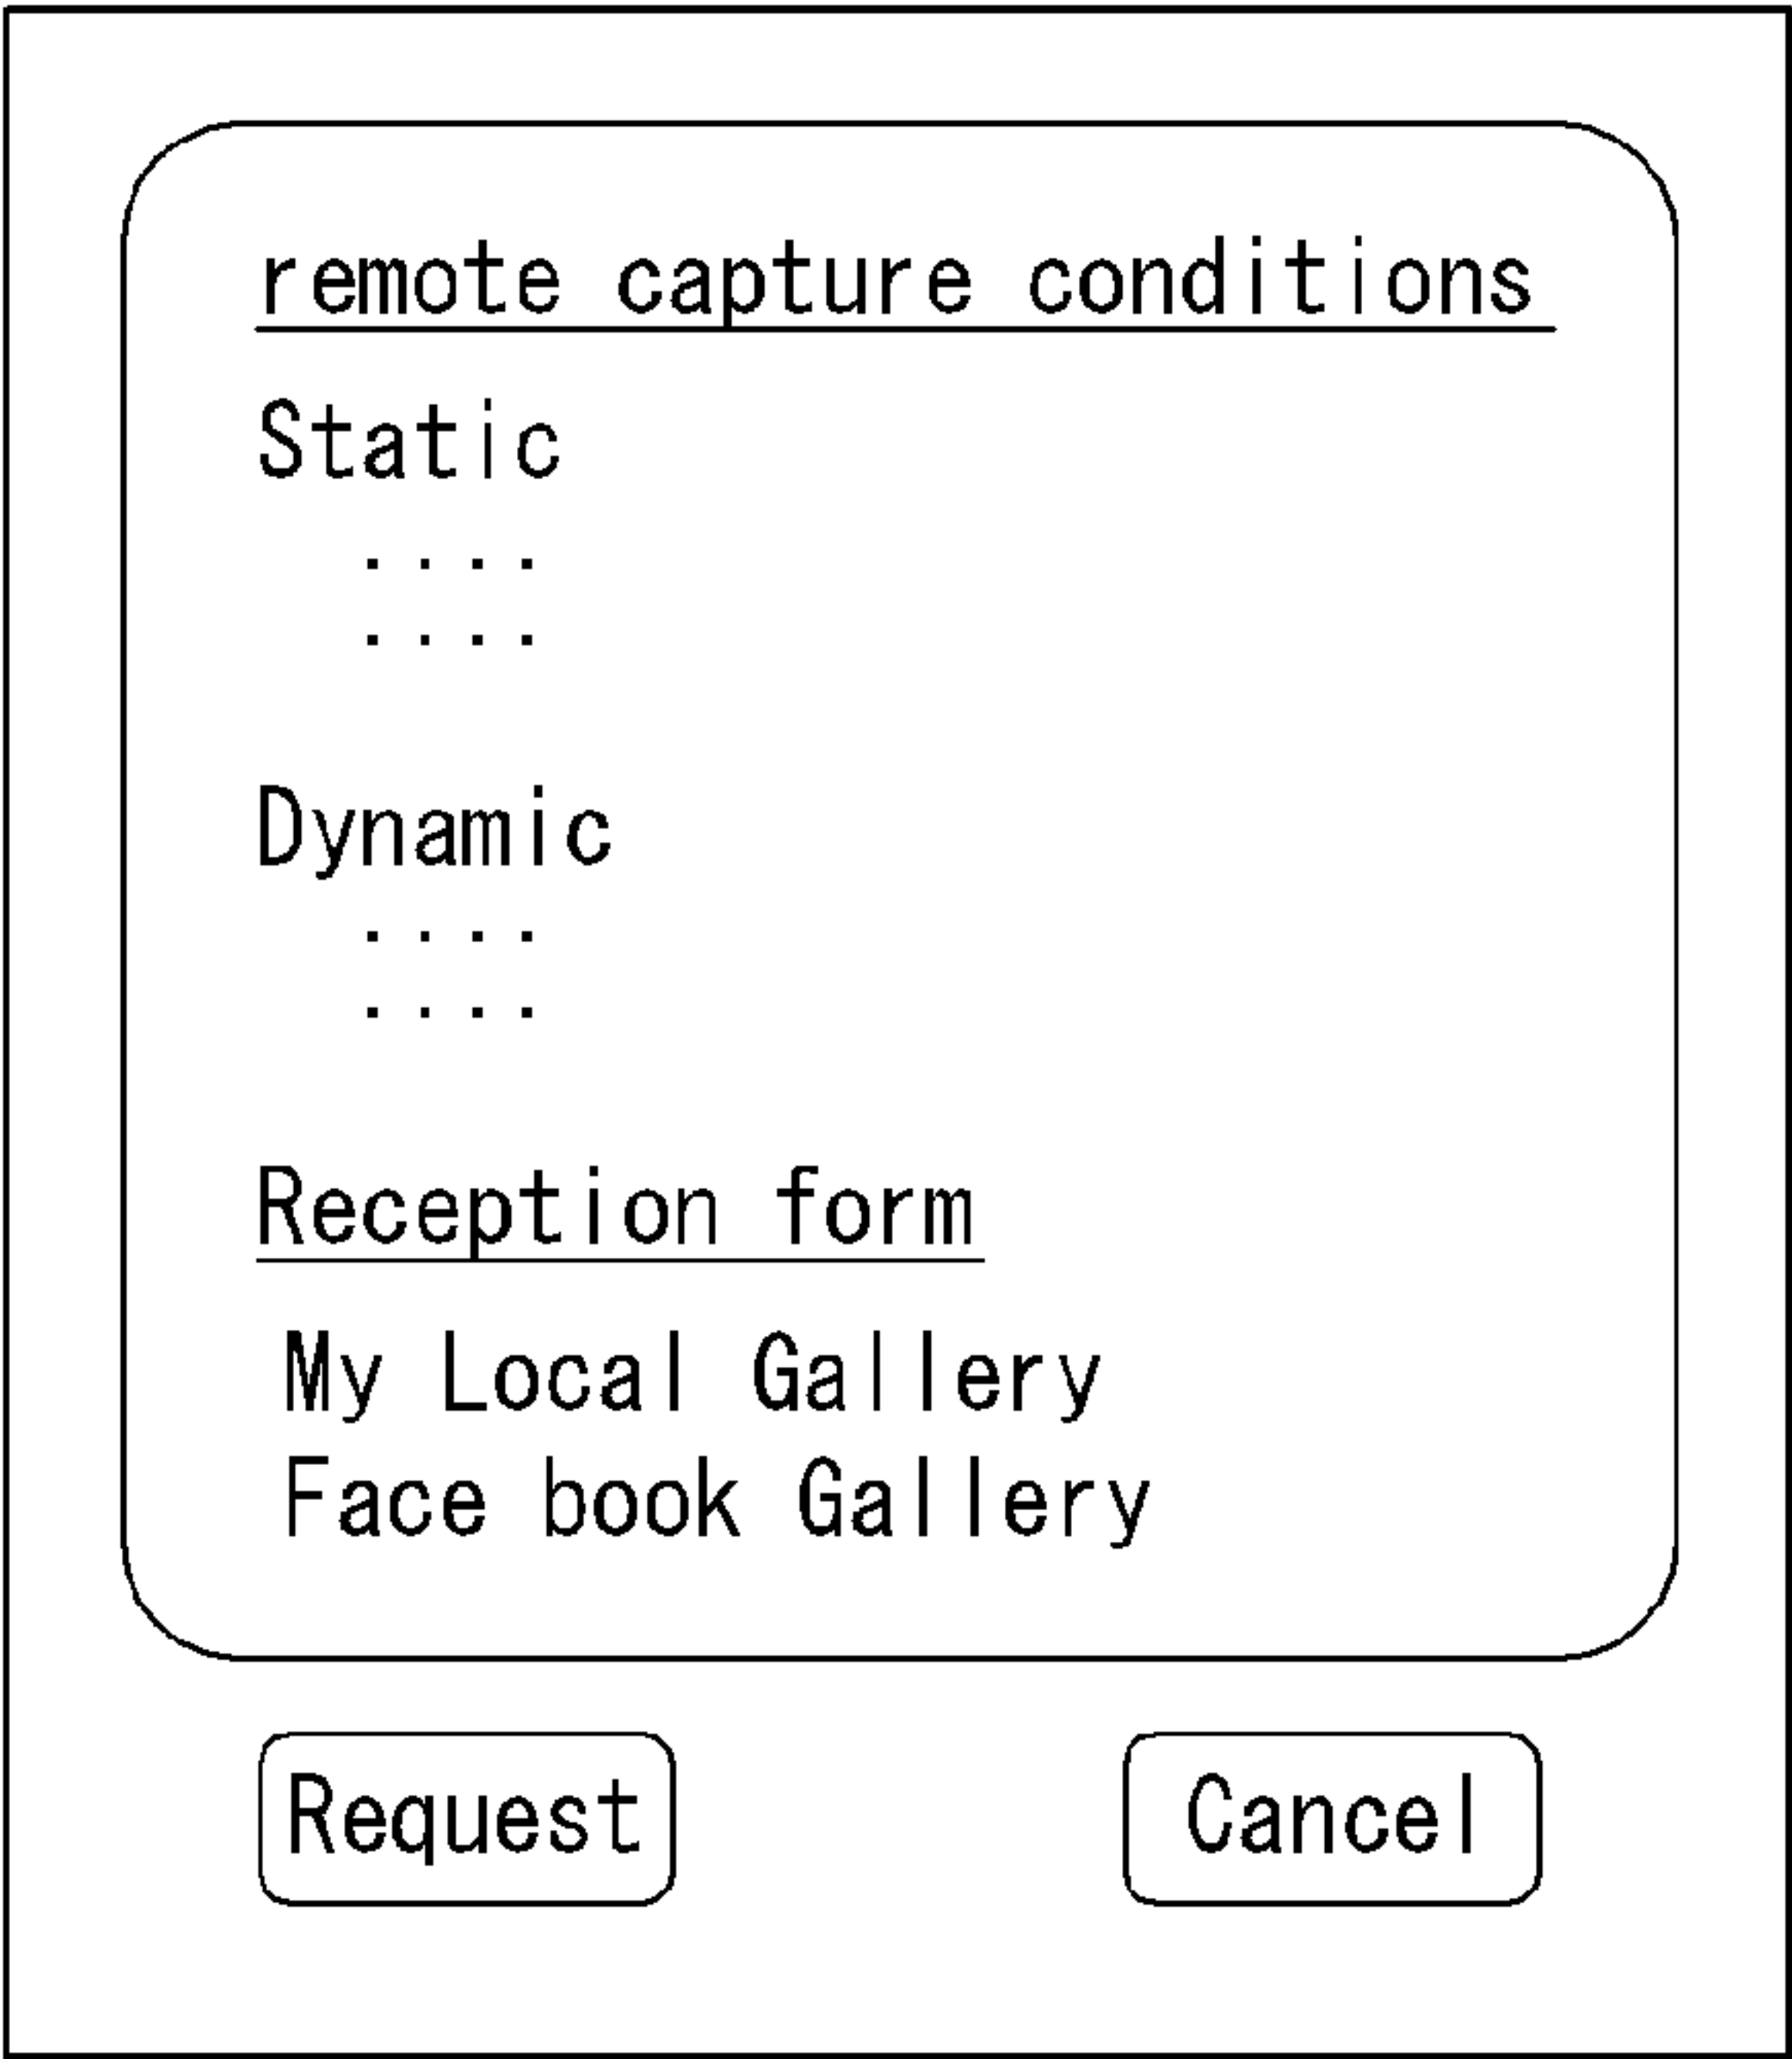 remote capture conditions
Static
. . . .
. . . .
Dynamic
. . . .
. . . .
Reception form
My Local Gallery
Face book Gallery
Request
Cancel